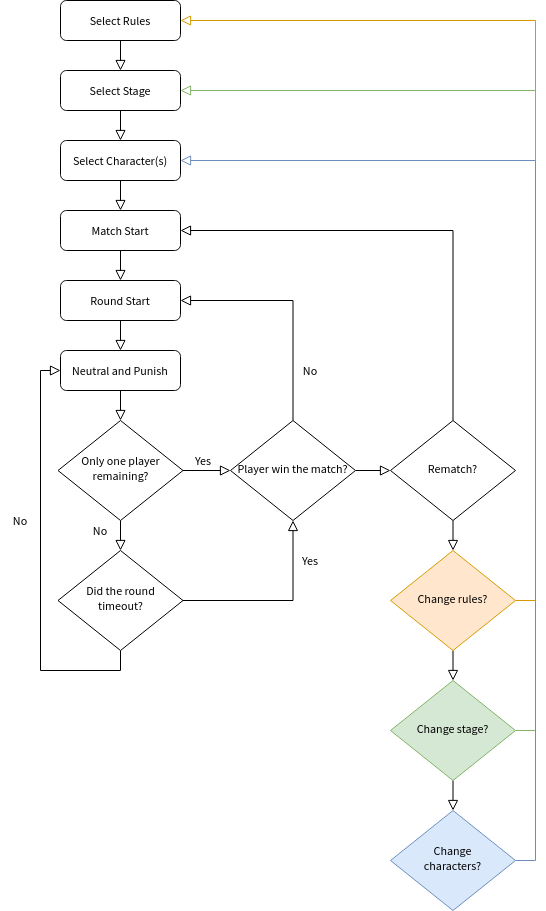 Select Rules
Select Stage
Select Character(s)
Match Start
Round Start
Neutral and Punish
No
Only one player
remaining?
Yes
Player win the match?
Rematch?
No
No
Did the round
timeout?
Yes
Change rules?
Change stage?
Change
characters?